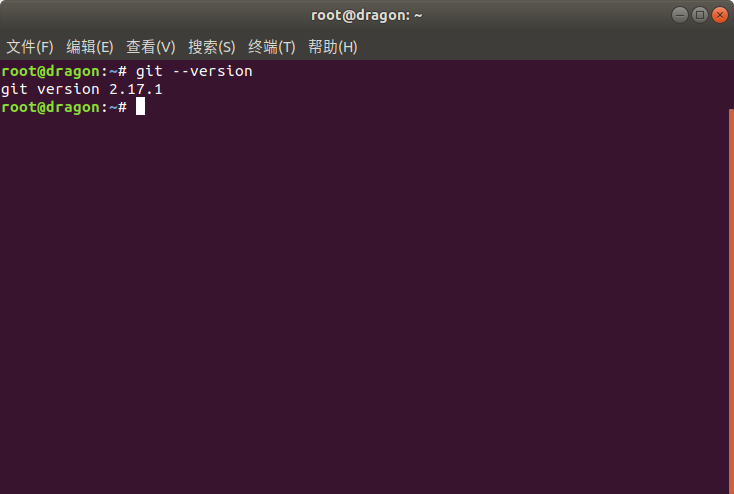 root@dragon: ~
文件(F) 编辑(E) 查看(V) 搜索(S) 终端(T) 帮助(H)
root@dragon:~# git --version
git version 2.17.1
root@dragon:~#